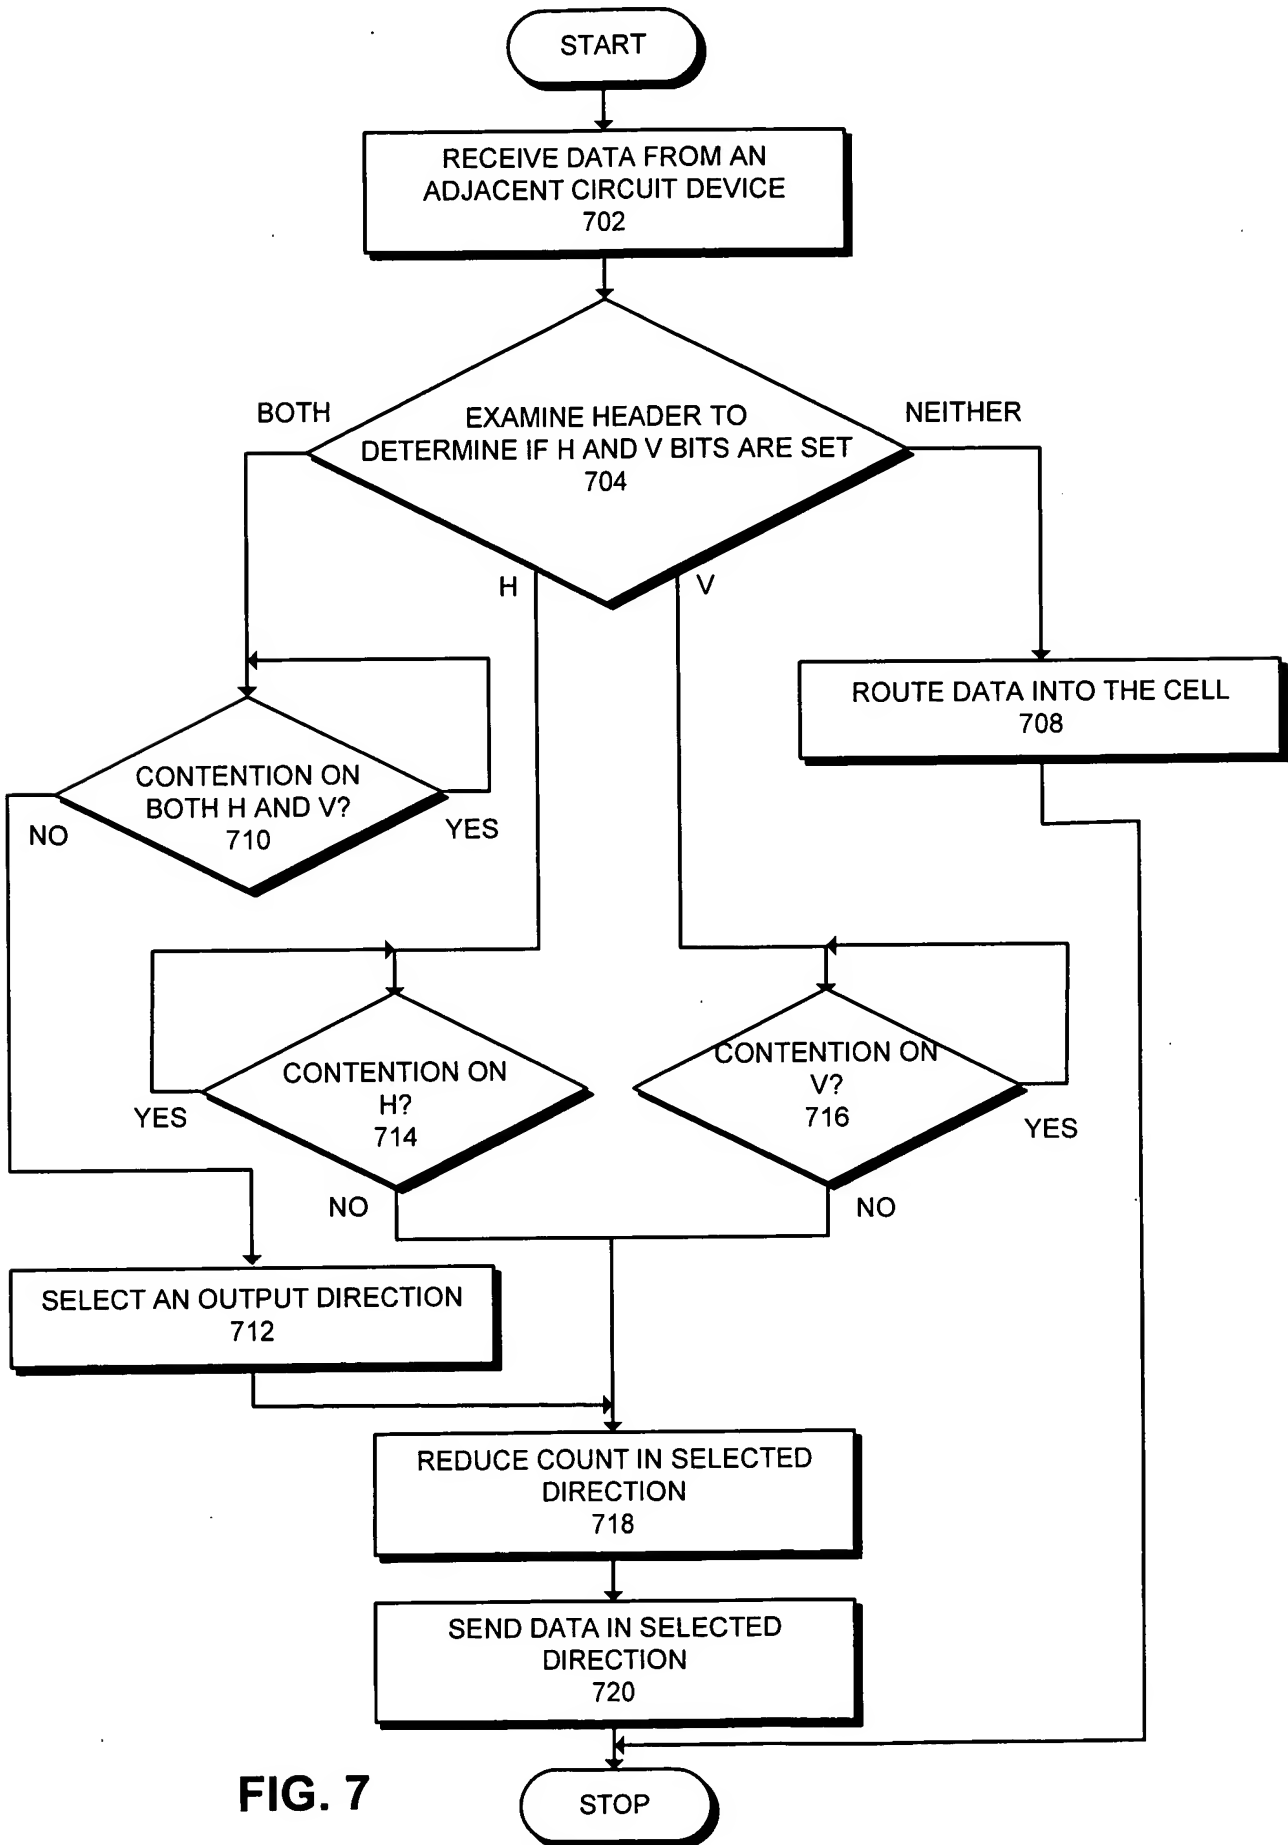 START
RECEIVE DATA FROM AN
ADJACENT CIRCUIT DEVICE
702
BOTH
EXAMINE HEADER TO
DETERMINE IF H AND V BITS ARE SET
704
NEITHER
H
V
ROUTE DATA INTO THE CELL
708
CONTENTION ON
BOTH H AND V?
710
NO
YES
CONTENTION ON
H?
714
YES
NO
CONTENTION ON
V?
716
YES
NO
SELECT AN OUTPUT DIRECTION
712
REDUCE COUNT IN SELECTED
DIRECTION
718
SEND DATA IN SELECTED
DIRECTION
720
FIG. 7
STOP